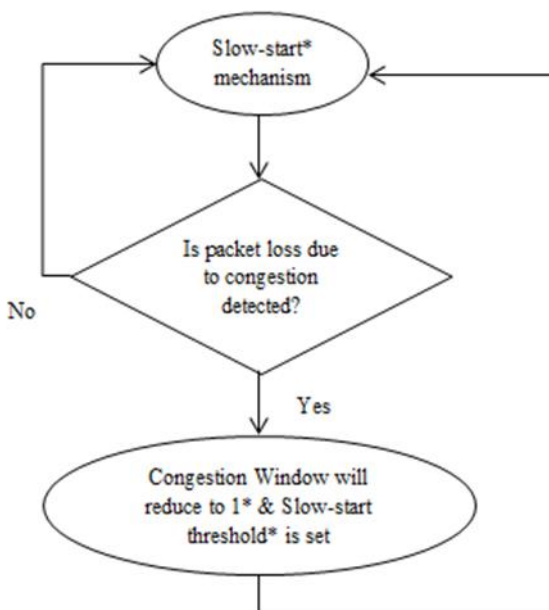 Slow-start*
mechanism
Is packet loss due
to congestion
detected?
No
Yes
Congestion Window will
reduce to 1* & Slow-start
threshold* is set